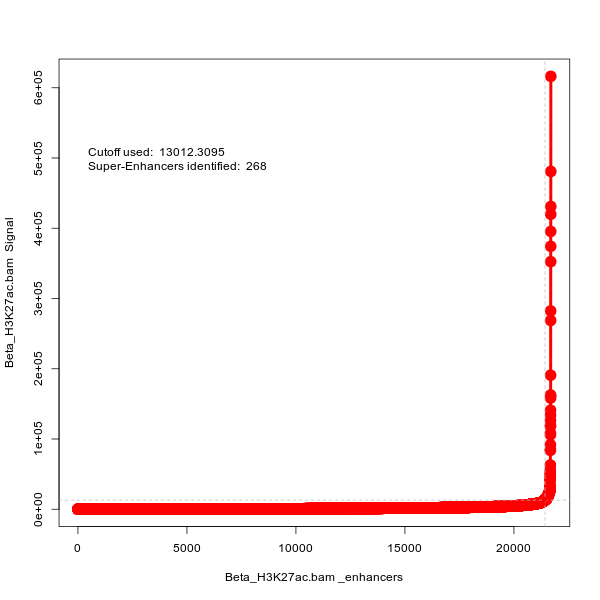 Cutoff used:  13012.3095
Super-Enhancers identified:  268
6e+05
5e+05
4e+05
3e+05
2e+05
1e+05
0e+00
Beta_H3K27ac.bam  Signal
0
5000
10000
15000
20000
Beta_H3K27ac.bam _enhancers